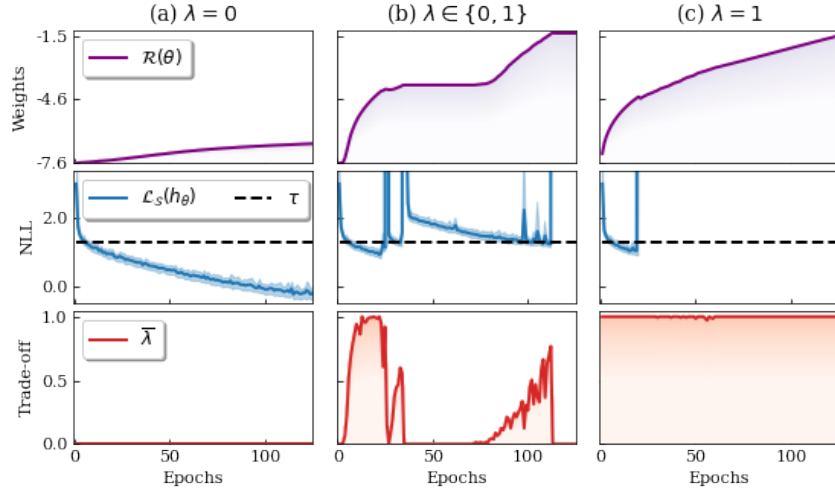 (a) λ = 0
(b) λ ∈ {0, 1}
(c) λ = 1
Weights
-1.5
-4.6
-7.6
R(θ)
NLL
2.0
0.0
L_S(h_θ)
τ
Trade-off
1.0
0.5
0.0
λ̄
0 50 100
0 50 100
0 100
Epochs
Epochs
Epochs